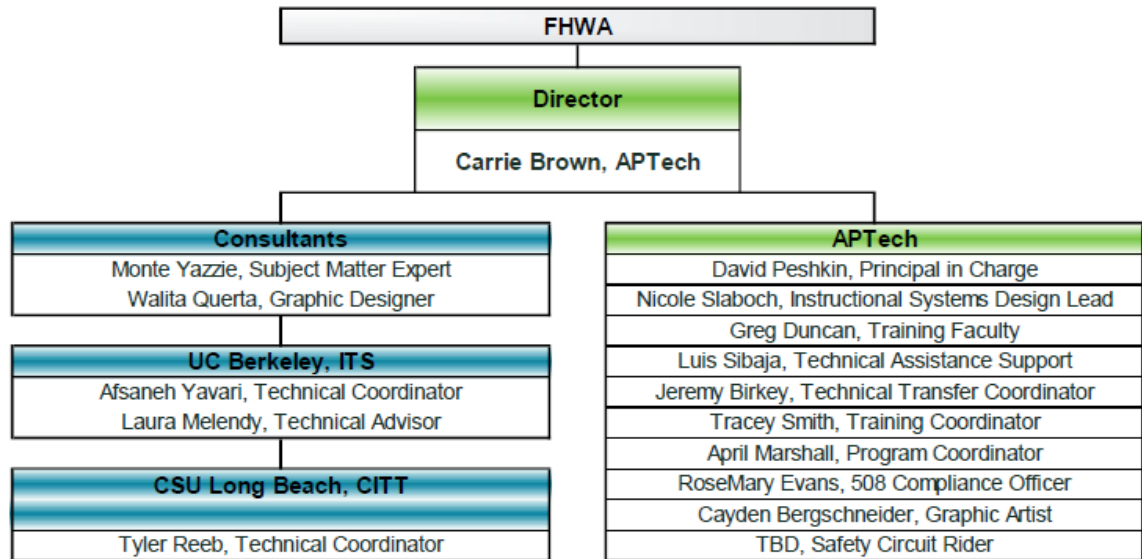 FHWA
Director
Carrie Brown, APTech
Consultants
Monte Yazzie, Subject Matter Expert
Walita Querta, Graphic Designer
UC Berkeley, ITS
Afsaneh Yavari, Technical Coordinator
Laura Melendy, Technical Advisor
CSU Long Beach, CITT
Tyler Reeb, Technical Coordinator
APTech
David Peshkin, Principal in Charge
Nicole Slaboch, Instructional Systems Design Lead
Greg Duncan, Training Faculty
Luis Sibaja, Technical Assistance Support
Jeremy Birkey, Technical Transfer Coordinator
Tracey Smith, Training Coordinator
April Marshall, Program Coordinator
RoseMary Evans, 508 Compliance Officer
Cayden Bergschneider, Graphic Artist
TBD, Safety Circuit Rider